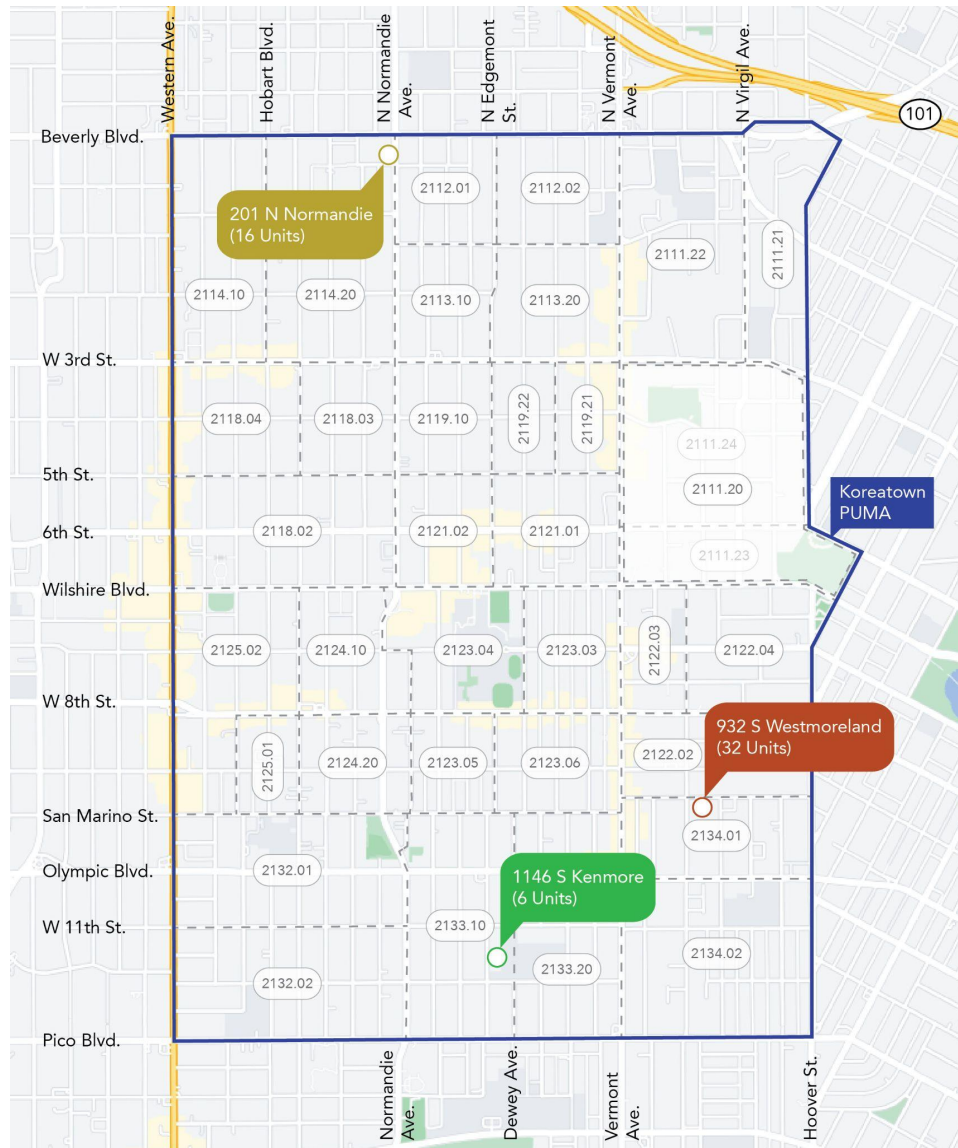 Western Ave.
Hobart Blvd.
N Normandie
Ave.
N Edgemont
St.
N Vermont
Ave.
N Virgil Ave.
101
Beverly Blvd.
201 N Normandie
(16 Units)
2112.01
2112.02
2111.22
2111.21
2114.10
2114.20
2113.10
2113.20
W 3rd St.
2118.04
2118.03
2119.10
2119.22
2119.21
2111.24
5th St.
2111.20
Koreatown
PUMA
6th St.
2118.02
2121.02
2121.01
2111.23
Wilshire Blvd.
2125.02
2124.10
2123.04
2123.03
2122.03
2122.04
W 8th St.
932 S Westmoreland
(32 Units)
2125.01
2124.20
2123.05
2123.06
2122.02
San Marino St.
2134.01
Olympic Blvd.
2132.01
1146 S Kenmore
(6 Units)
W 11th St.
2133.10
2132.02
2133.20
2134.02
Pico Blvd.
Normandie
Ave.
Dewey Ave.
Vermont
Ave.
Hoover St.